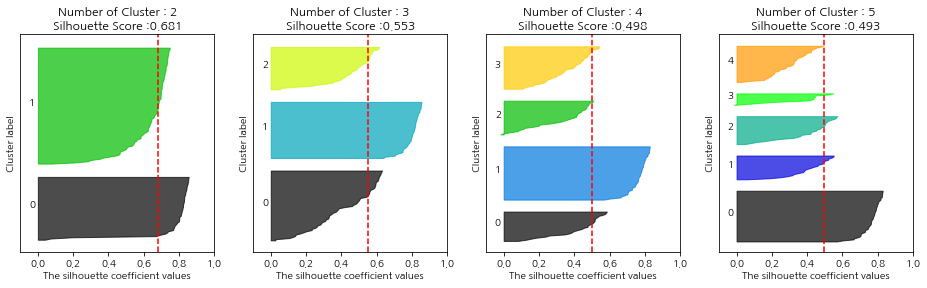 Number of Cluster : 2
Silhouette Score :0.681
Cluster label
1
0
0.0 0.2 0.4 0.6 0.8 1.0
The silhouette coefficient values
Number of Cluster : 3
Silhouette Score :0.553
Cluster label
2
1
0
0.0 0.2 0.4 0.6 0.8 1.0
The silhouette coefficient values
Number of Cluster : 4
Silhouette Score :0.498
Cluster label
3
2
1
0
0.0 0.2 0.4 0.6 0.8 1.0
The silhouette coefficient values
Number of Cluster : 5
Silhouette Score :0.493
Cluster label
4
3
2
1
0
0.0 0.2 0.4 0.6 0.8 1.0
The silhouette coefficient values